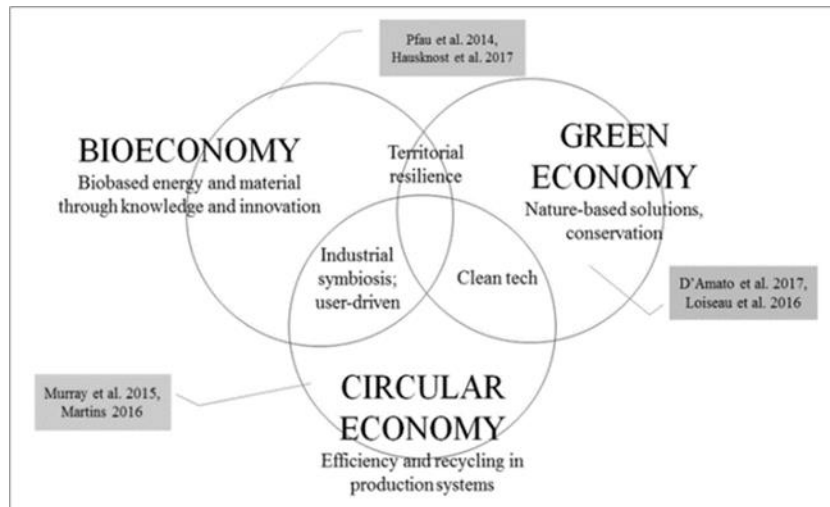 Pfau et al. 2014,
Hausknost et al. 2017
BIOECONOMY
Biobased energy and material
through knowledge and innovation
Territorial
resilience
GREEN
ECONOMY
Nature-based solutions,
conservation
Industrial
symbiosis;
user-driven
Clean tech
D'Amato et al. 2017,
Loiseau et al. 2016
Murray et al. 2015,
Martins 2016
CIRCULAR
ECONOMY
Efficiency and recycling in
production systems